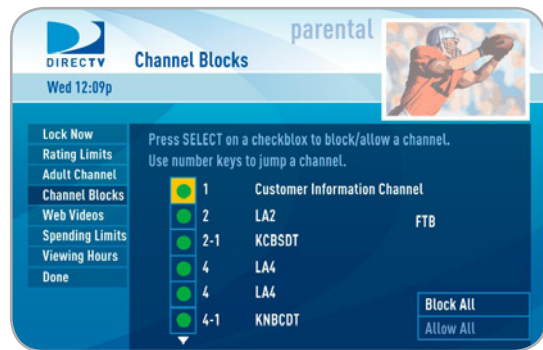 parental
DIRECTV
Channel Blocks
Wed 12:09p
Lock Now
Rating Limits
Adult Channel
Channel Blocks
Web Videos
Spending Limits
Viewing Hours
Done
Press SELECT on a checkblox to block/allow a channel.
Use number keys to jump a channel.
1 Customer Information Channel
2 LA2 FTB
2-1 KCBSDT
4 LA4
4 LA4
4-1 KNBCDT
Block All
Allow All